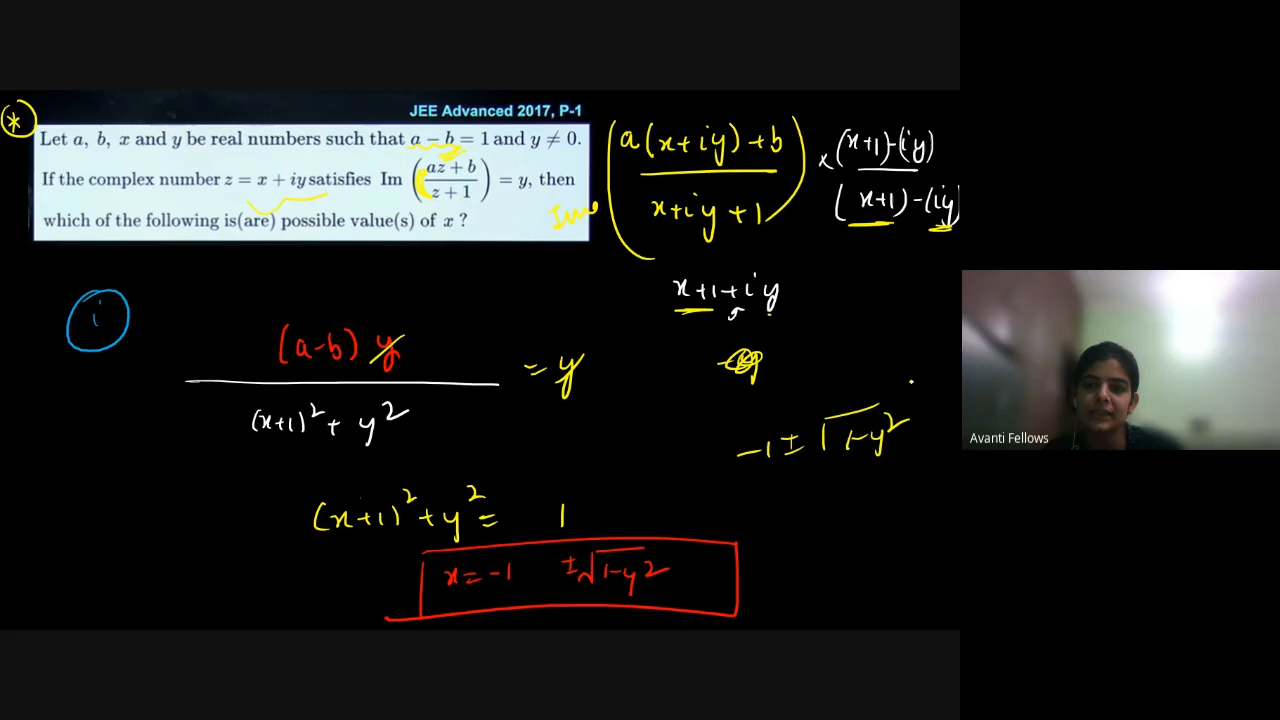 JEE Advanced 2017, P-1
*
Let a, b, x and y be real numbers such that a − b = 1 and y ≠ 0.
If the complex number z = x + iy satisfies Im (az + b / z + 1) = y, then
which of the following is(are) possible value(s) of x ?
(a(x+iy)+b / x+iy+1) × (x+1)-(iy) / (x+1)-(iy)
x+1+iy
i
(a-b) y / (x+1)² + y² = y
-1 ± √1-y²
(x+1)² + y² = 1
x = -1 ±√1-y²
Avanti Fellows